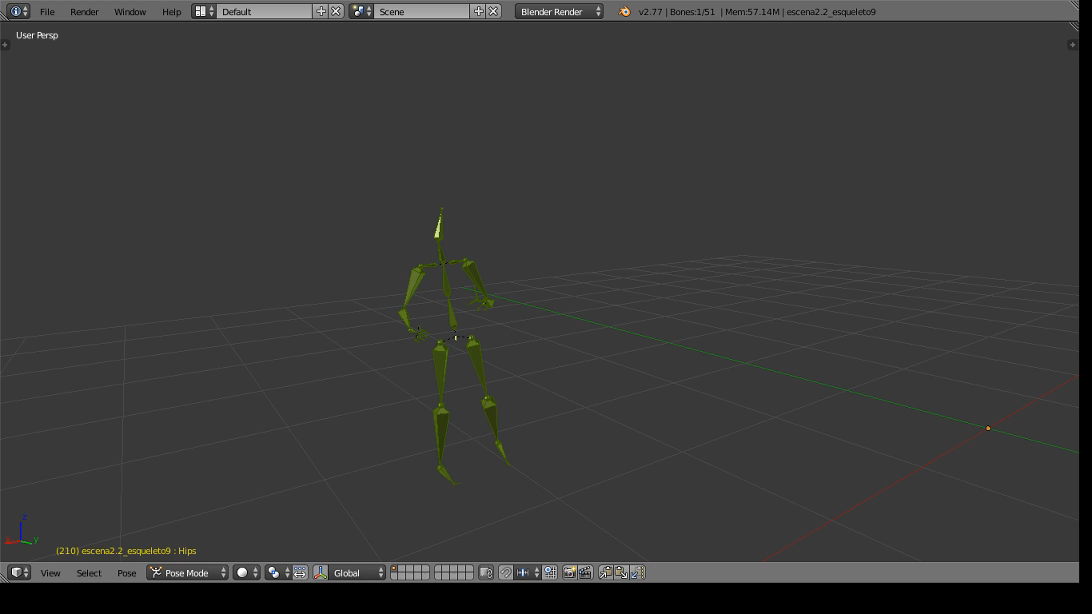 File Render Window Help Default Scene Blender Render v2.77 | Bones:1/51 | Mem:57.14M | escena2.2_esqueleto9
User Persp
z
x y
(210) escena2.2_esqueleto9 : Hips
View Select Pose Pose Mode Global